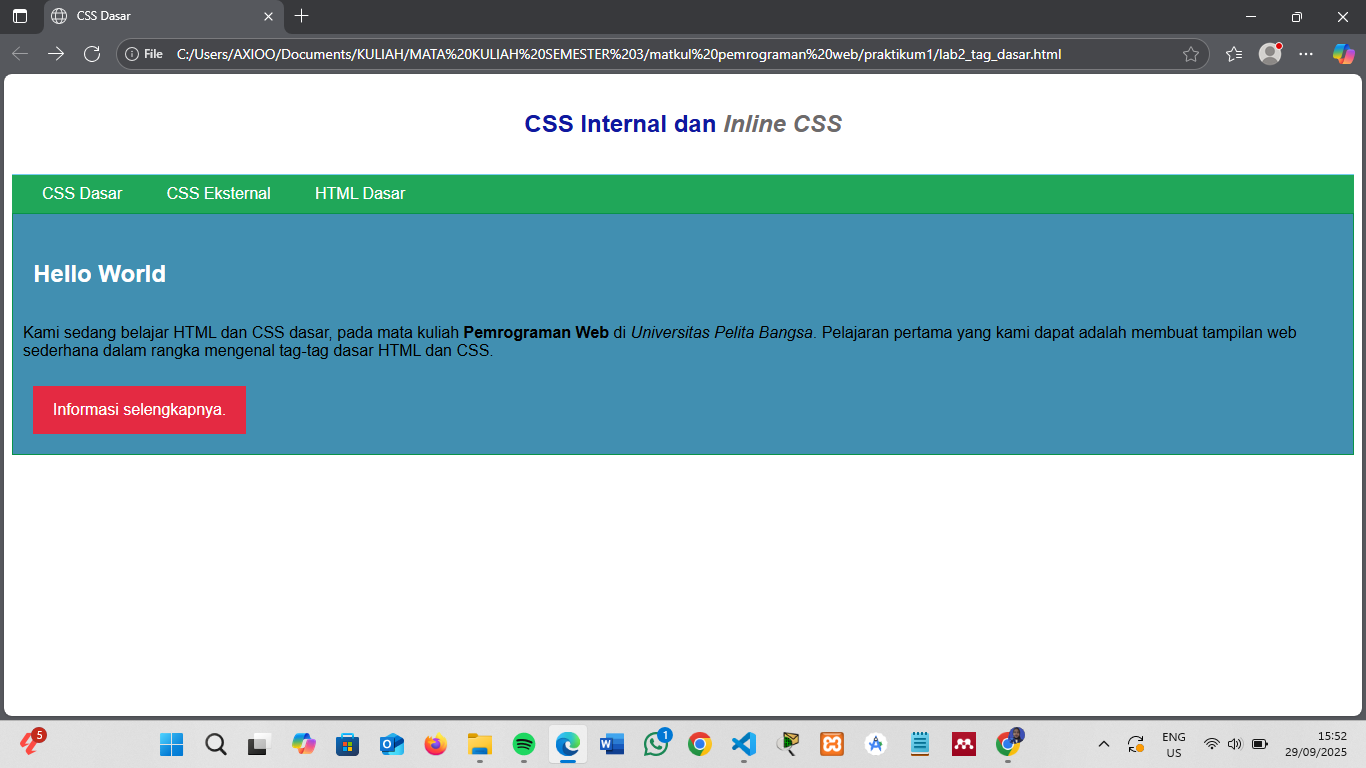 CSS Dasar
File C:/Users/AXIOO/Documents/KULIAH/MATA%20KULIAH%20SEMESTER%203/matkul%20pemrograman%20web/praktikum1/lab2_tag_dasar.html
CSS Internal dan Inline CSS
CSS Dasar CSS Eksternal HTML Dasar
Hello World
Kami sedang belajar HTML dan CSS dasar, pada mata kuliah Pemrograman Web di Universitas Pelita Bangsa. Pelajaran pertama yang kami dapat adalah membuat tampilan web
sederhana dalam rangka mengenal tag-tag dasar HTML dan CSS.
Informasi selengkapnya.
5
1
ENG
US
15:52
29/09/2025